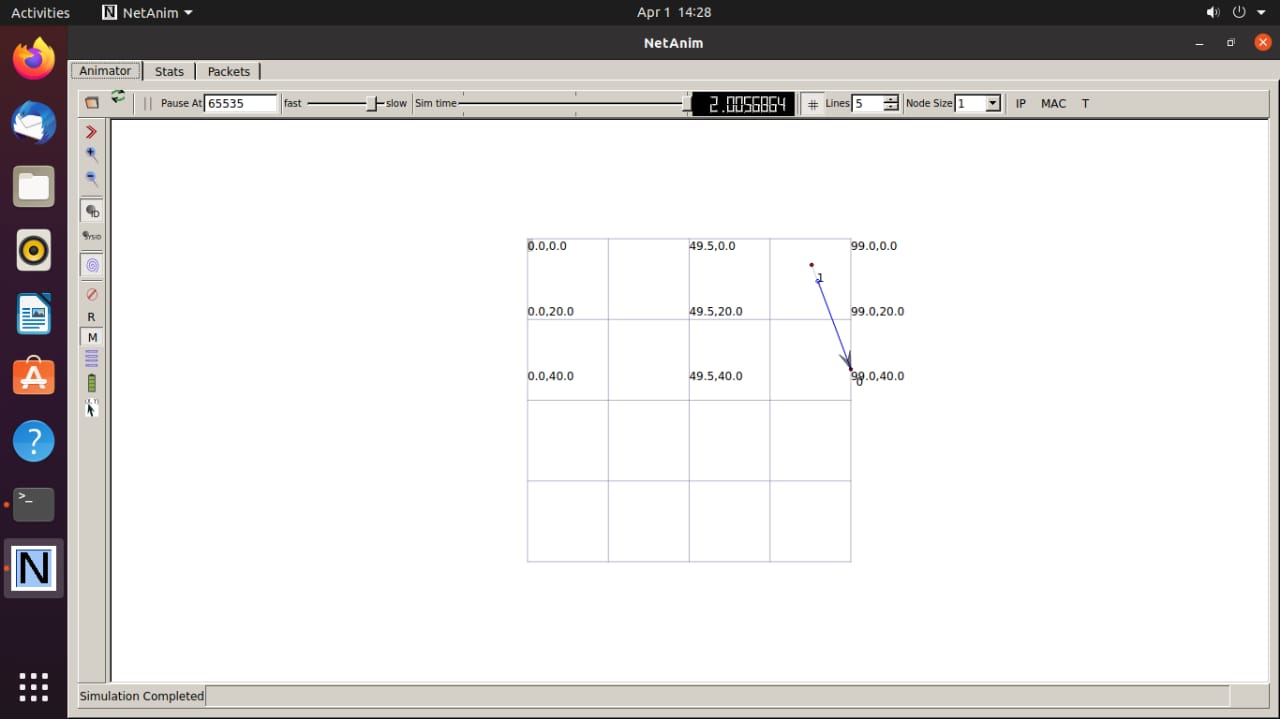 Activities NetAnim Apr 1 14:28
NetAnim
Animator Stats Packets
Pause At 65535 fast slow Sim time 2.0056864 Lines 5 Node Size 1 IP MAC T
ID
SYSID
R
M
(X, Y)
0.0,0.0 49.5,0.0 99.0,0.0
1
0.0,20.0 49.5,20.0 99.0,20.0
0.0,40.0 49.5,40.0 99.0,40.0
0
N
Simulation Completed